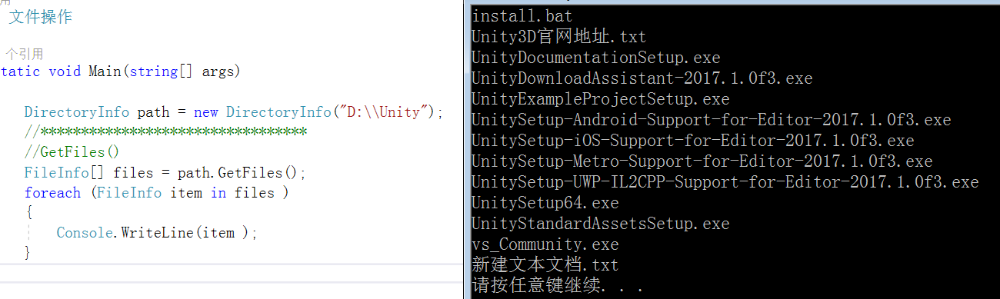 用
文件操作
个引用
tatic void Main(string[] args)
DirectoryInfo path = new DirectoryInfo("D:\\Unity");
//*********************************
//GetFiles()
FileInfo[] files = path.GetFiles();
foreach (FileInfo item in files )
{
Console.WriteLine(item );
}
install.bat
Unity3D官网地址.txt
UnityDocumentationSetup.exe
UnityDownloadAssistant-2017.1.0f3.exe
UnityExampleProjectSetup.exe
UnitySetup-Android-Support-for-Editor-2017.1.0f3.exe
UnitySetup-iOS-Support-for-Editor-2017.1.0f3.exe
UnitySetup-Metro-Support-for-Editor-2017.1.0f3.exe
UnitySetup-UWP-IL2CPP-Support-for-Editor-2017.1.0f3.exe
UnitySetup64.exe
UnityStandardAssetsSetup.exe
vs_Community.exe
新建文本文档.txt
请按任意键继续. . .